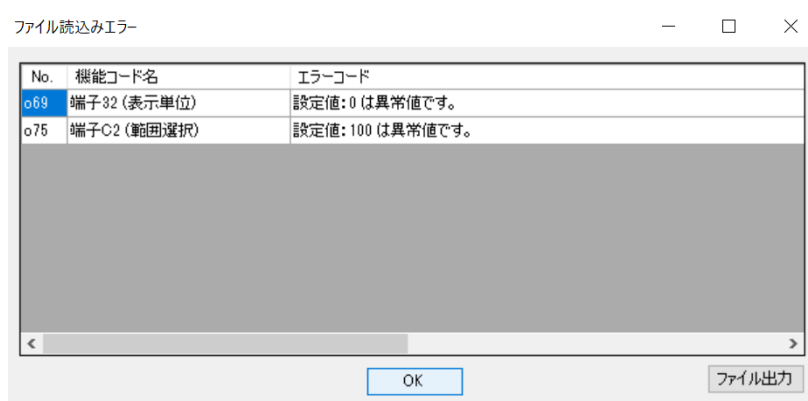 ファイル読込みエラー
No. 機能コード名 エラーコード
o69 端子32 (表示単位) 設定値: 0 は異常値です。
o75 端子C2 (範囲選択) 設定値: 100 は異常値です。
OK
ファイル出力